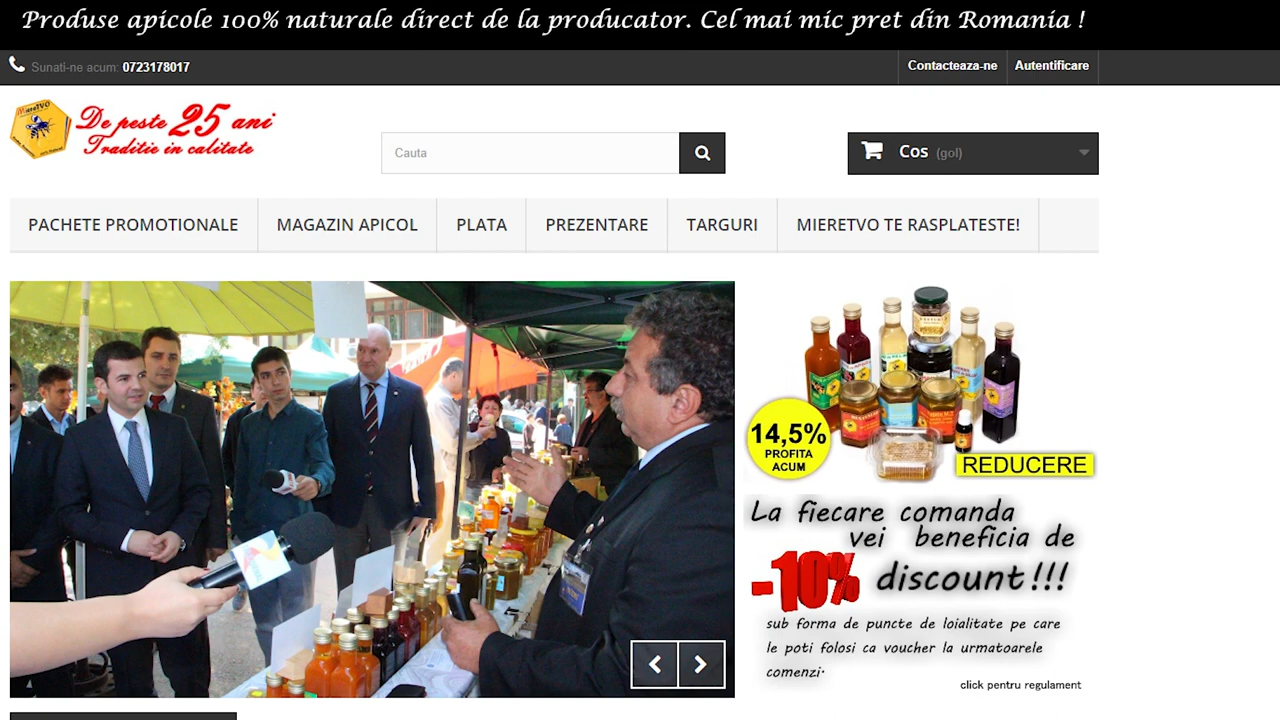 Produse apicole 100% naturale direct de la producator. Cel mai mic pret din Romania !
Sunati-ne acum: 0723178017
Contacteaza-ne
Autentificare
MiereTVO
De peste 25 ani
Traditie in calitate
Cauta
Cos (gol)
PACHETE PROMOTIONALE
MAGAZIN APICOL
PLATA
PREZENTARE
TARGURI
MIERETVO TE RASPLATESTE!
14,5%
PROFITA
ACUM
REDUCERE
La fiecare comanda
vei beneficia de
-10% discount!!!
sub forma de puncte de loialitate pe care
le poti folosi ca voucher la urmatoarele
comenzi.
click pentru regulament